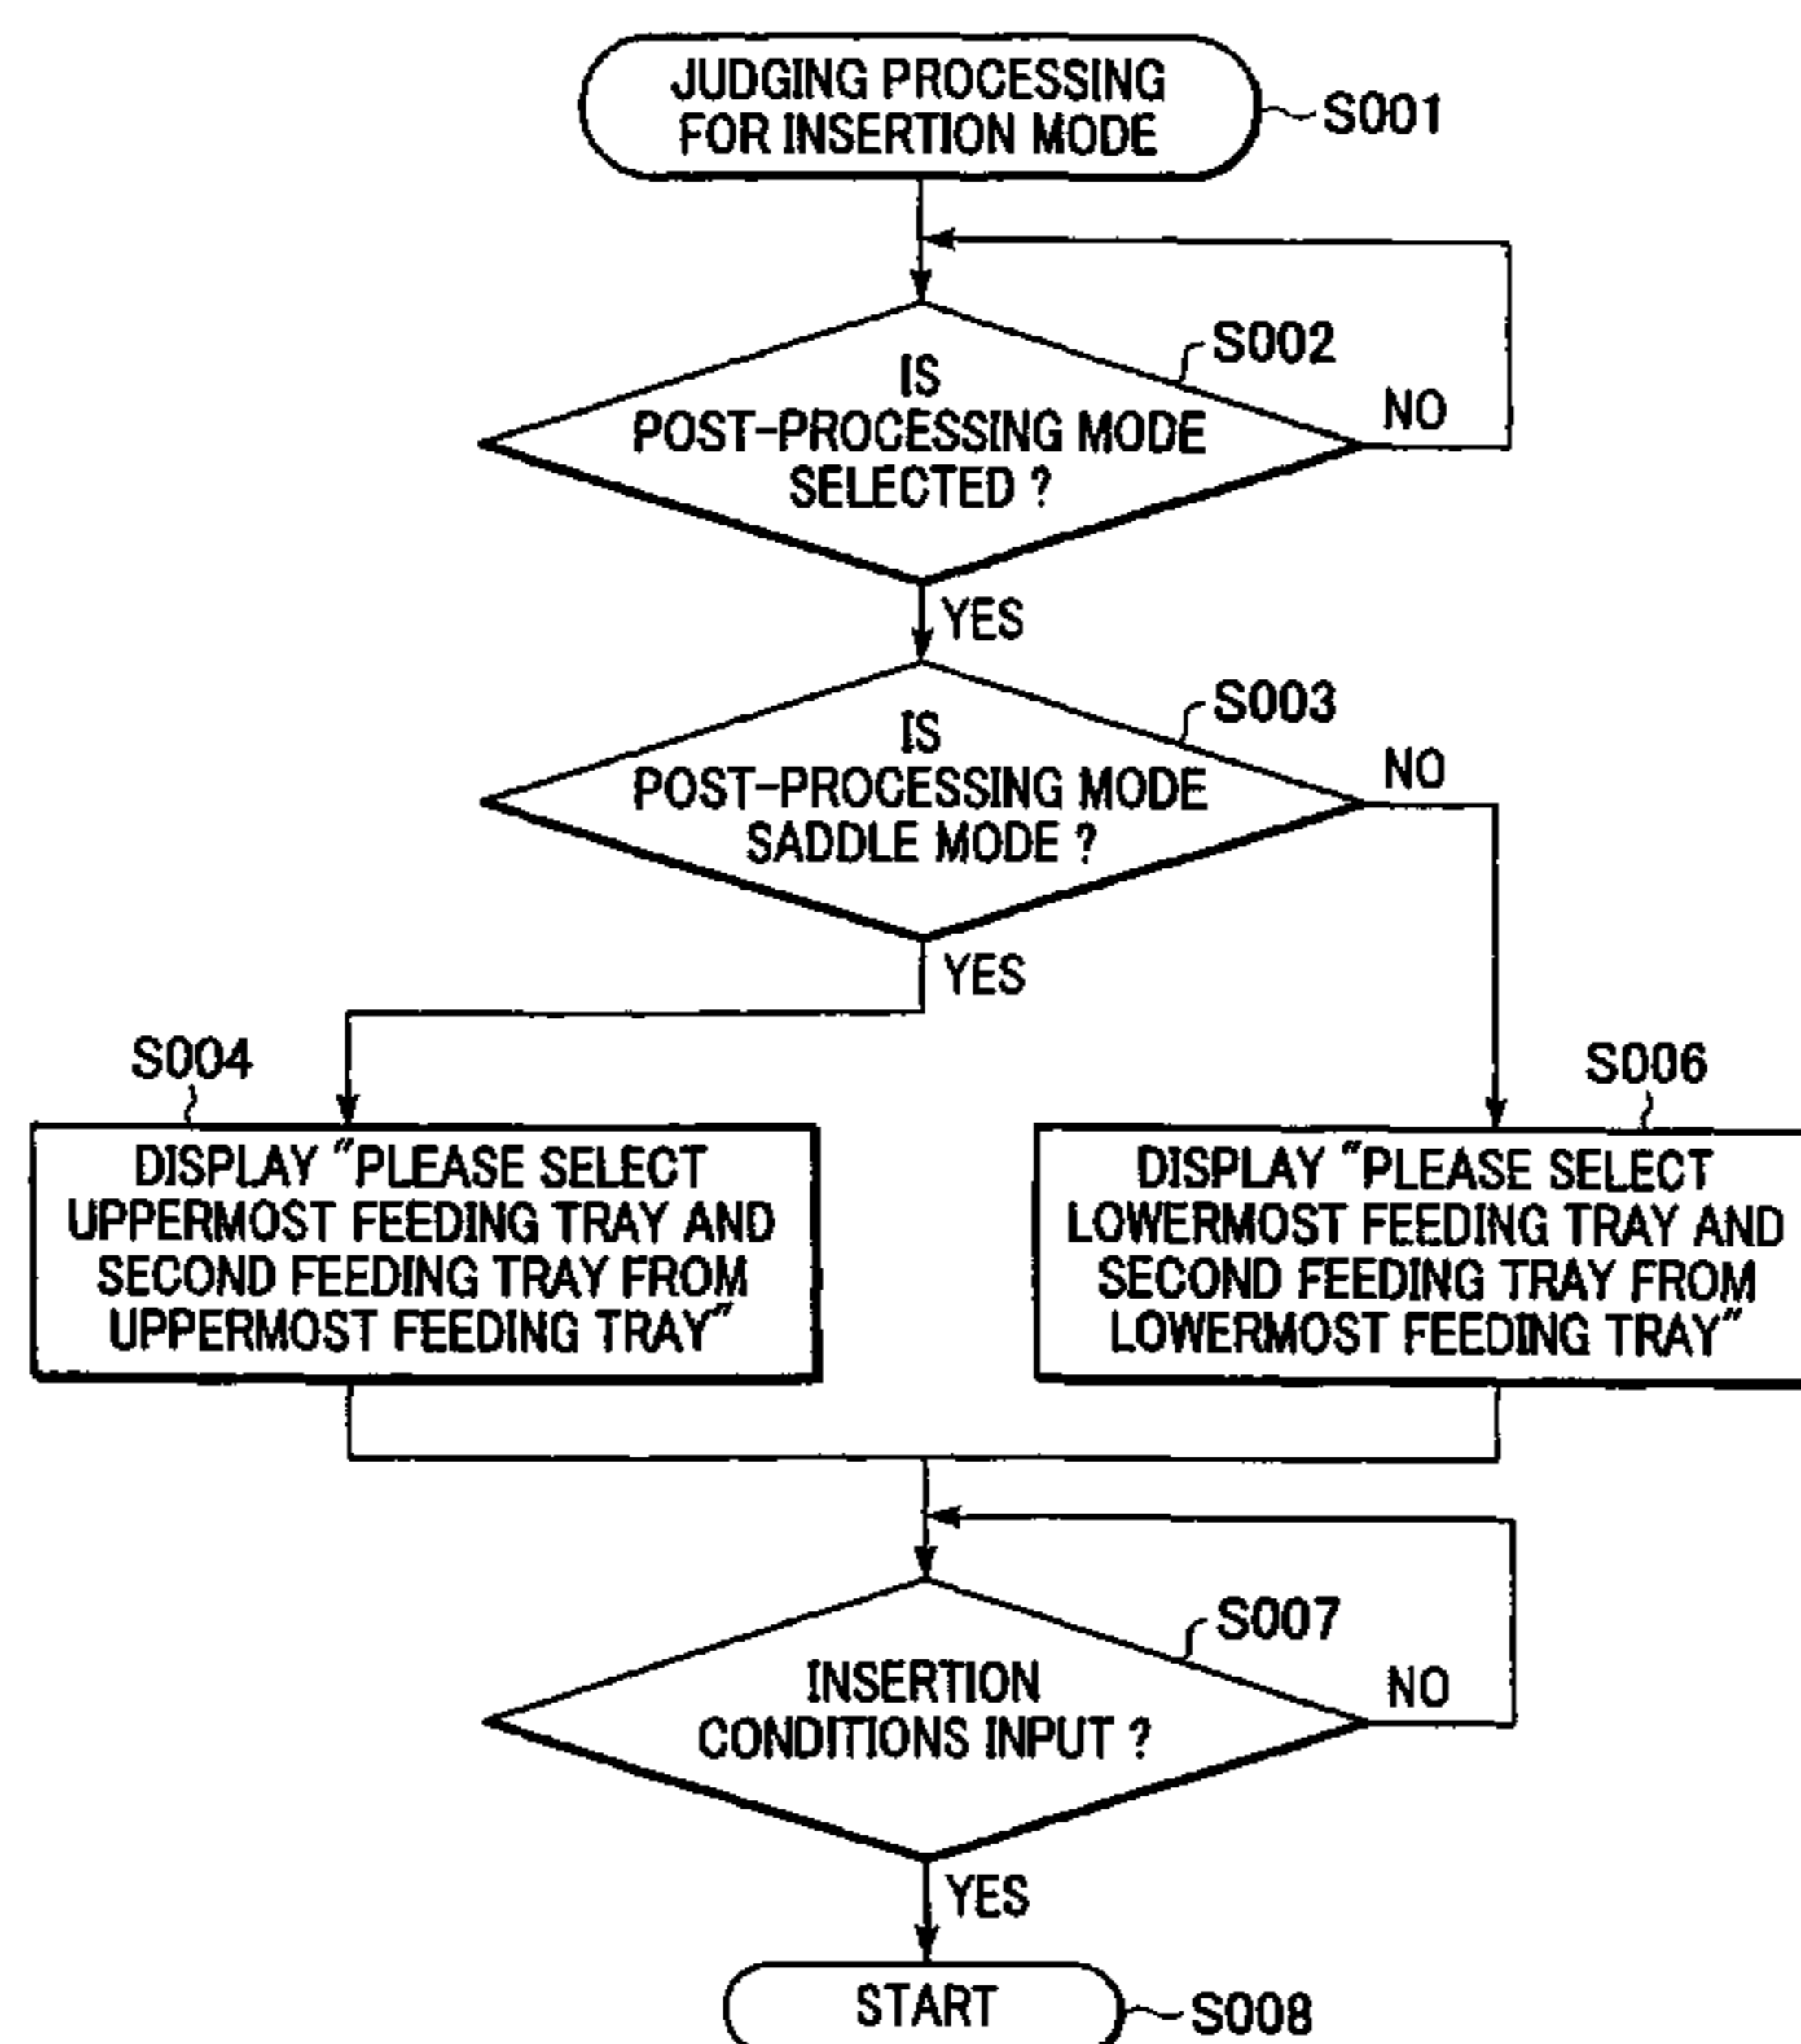 JUDGING PROCESSING
FOR INSERTION MODE
S001
S002
IS
POST-PROCESSING MODE
SELECTED ?
NO
YES
S003
IS
POST-PROCESSING MODE
SADDLE MODE ?
NO
YES
S004
DISPLAY "PLEASE SELECT
UPPERMOST FEEDING TRAY AND
SECOND FEEDING TRAY FROM
UPPERMOST FEEDING TRAY"
S006
DISPLAY "PLEASE SELECT
LOWERMOST FEEDING TRAY AND
SECOND FEEDING TRAY FROM
LOWERMOST FEEDING TRAY"
S007
INSERTION
CONDITIONS INPUT ?
NO
YES
START
S008